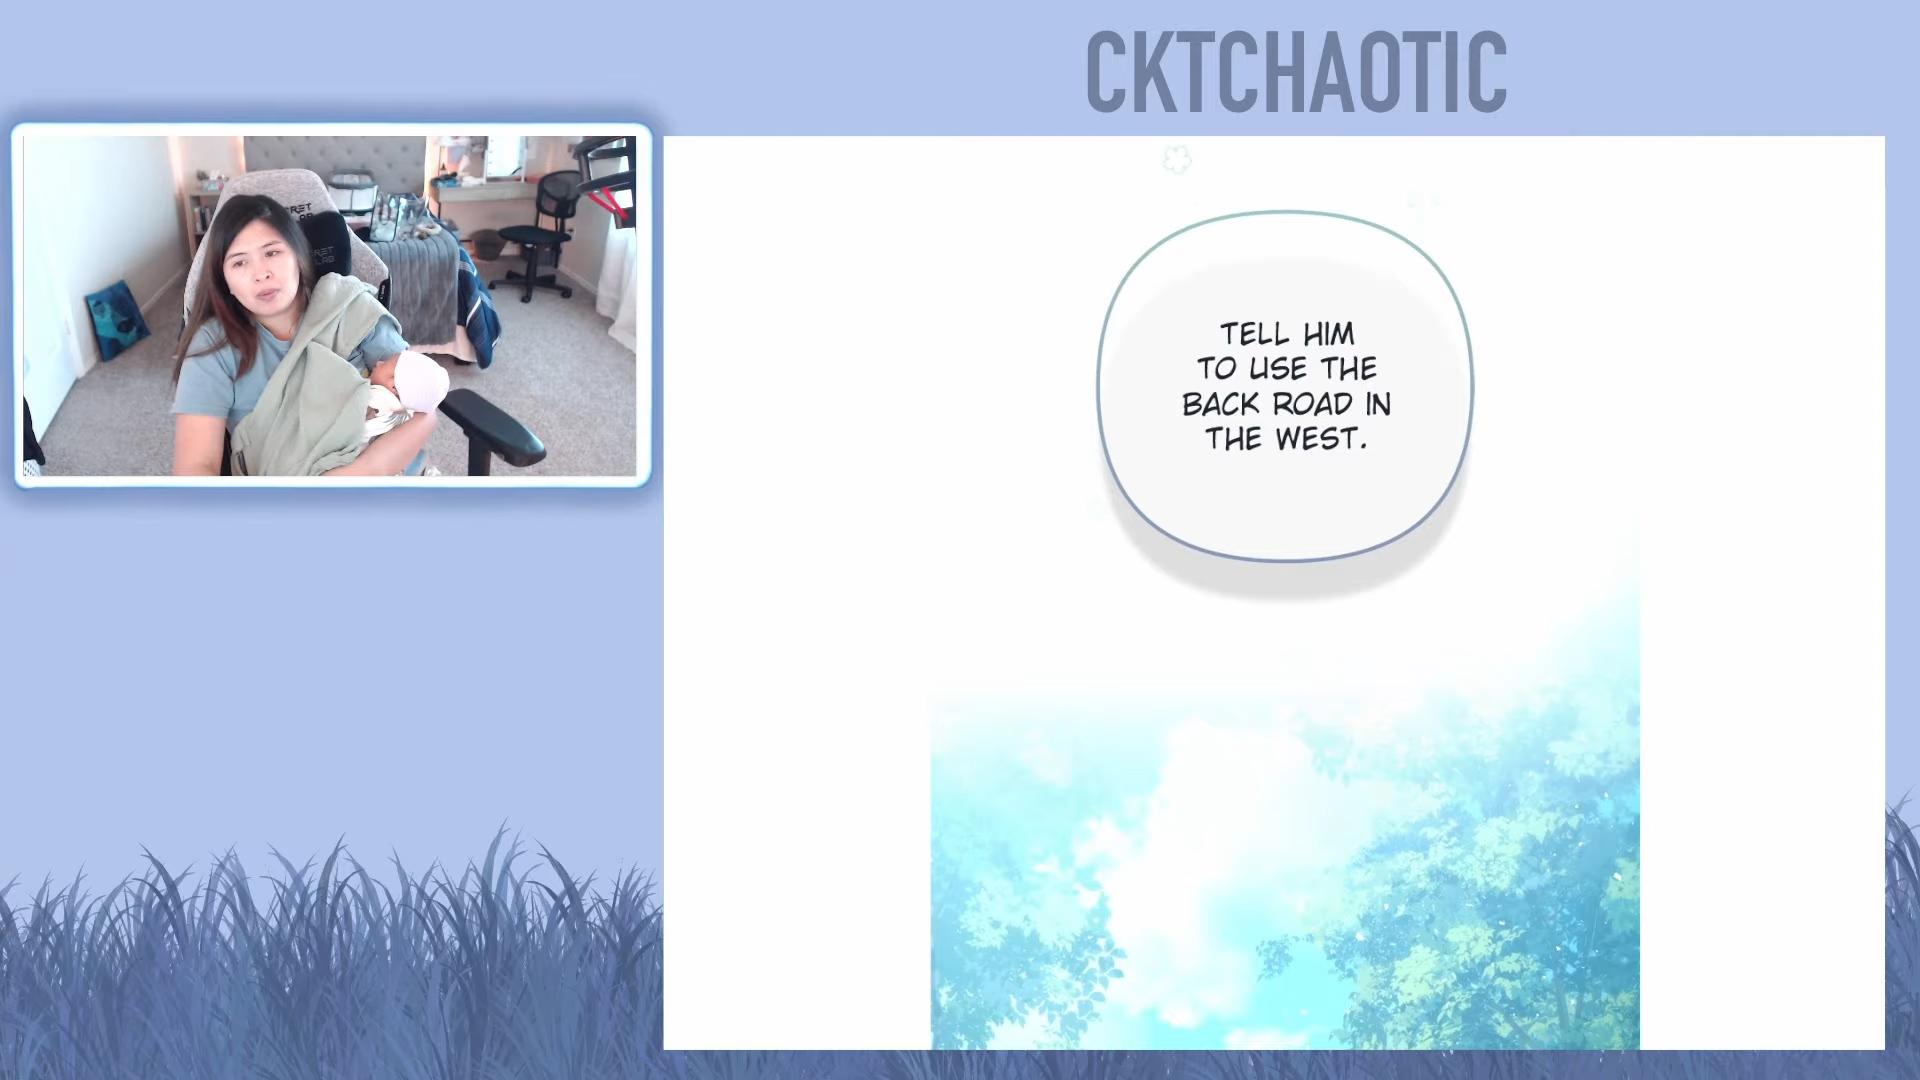 CKTCHAOTIC
TELL HIM
TO USE THE
BACK ROAD IN
THE WEST.